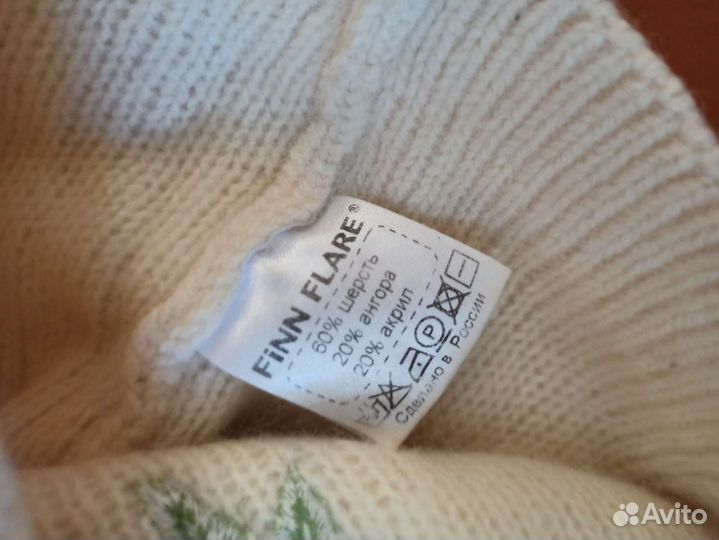 FiNN FLARE®
60% шерсть
20% ангора
20% акрил
P
Сделано в России
Avito